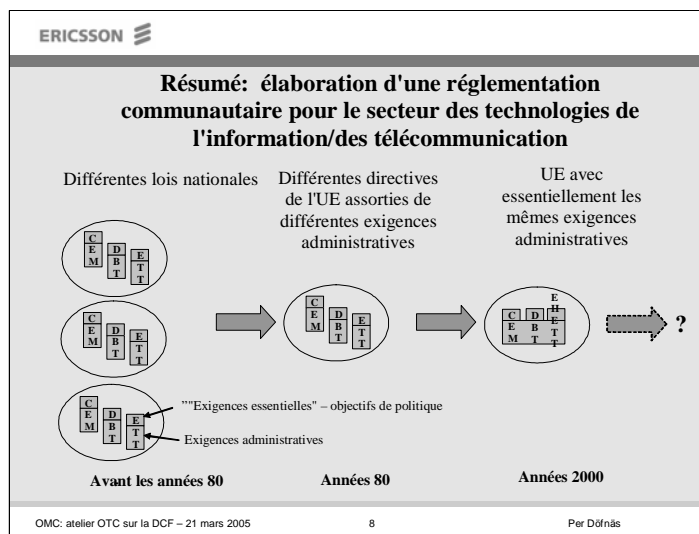 ERICSSON
Résumé: élaboration d'une réglementation
communautaire pour le secteur des technologies de
l'information/des télécommunication
Différentes lois nationales
Différentes directives
de l'UE assorties de
différentes exigences
administratives
UE avec
essentiellement les
mêmes exigences
administratives
C
E
M
D
B
T
E
T
T
C
E
M
D
B
T
E
T
T
C
E
M
D
B
T
E
T
T
C
E
M
D
B
T
E
T
T
C
E
M
D
B
T
E
H
E
T
T
?
""Exigences essentielles" – objectifs de politique
Exigences administratives
Avant les années 80
Années 80
Années 2000
OMC: atelier OTC sur la DCF – 21 mars 2005
8
Per Döfnäs